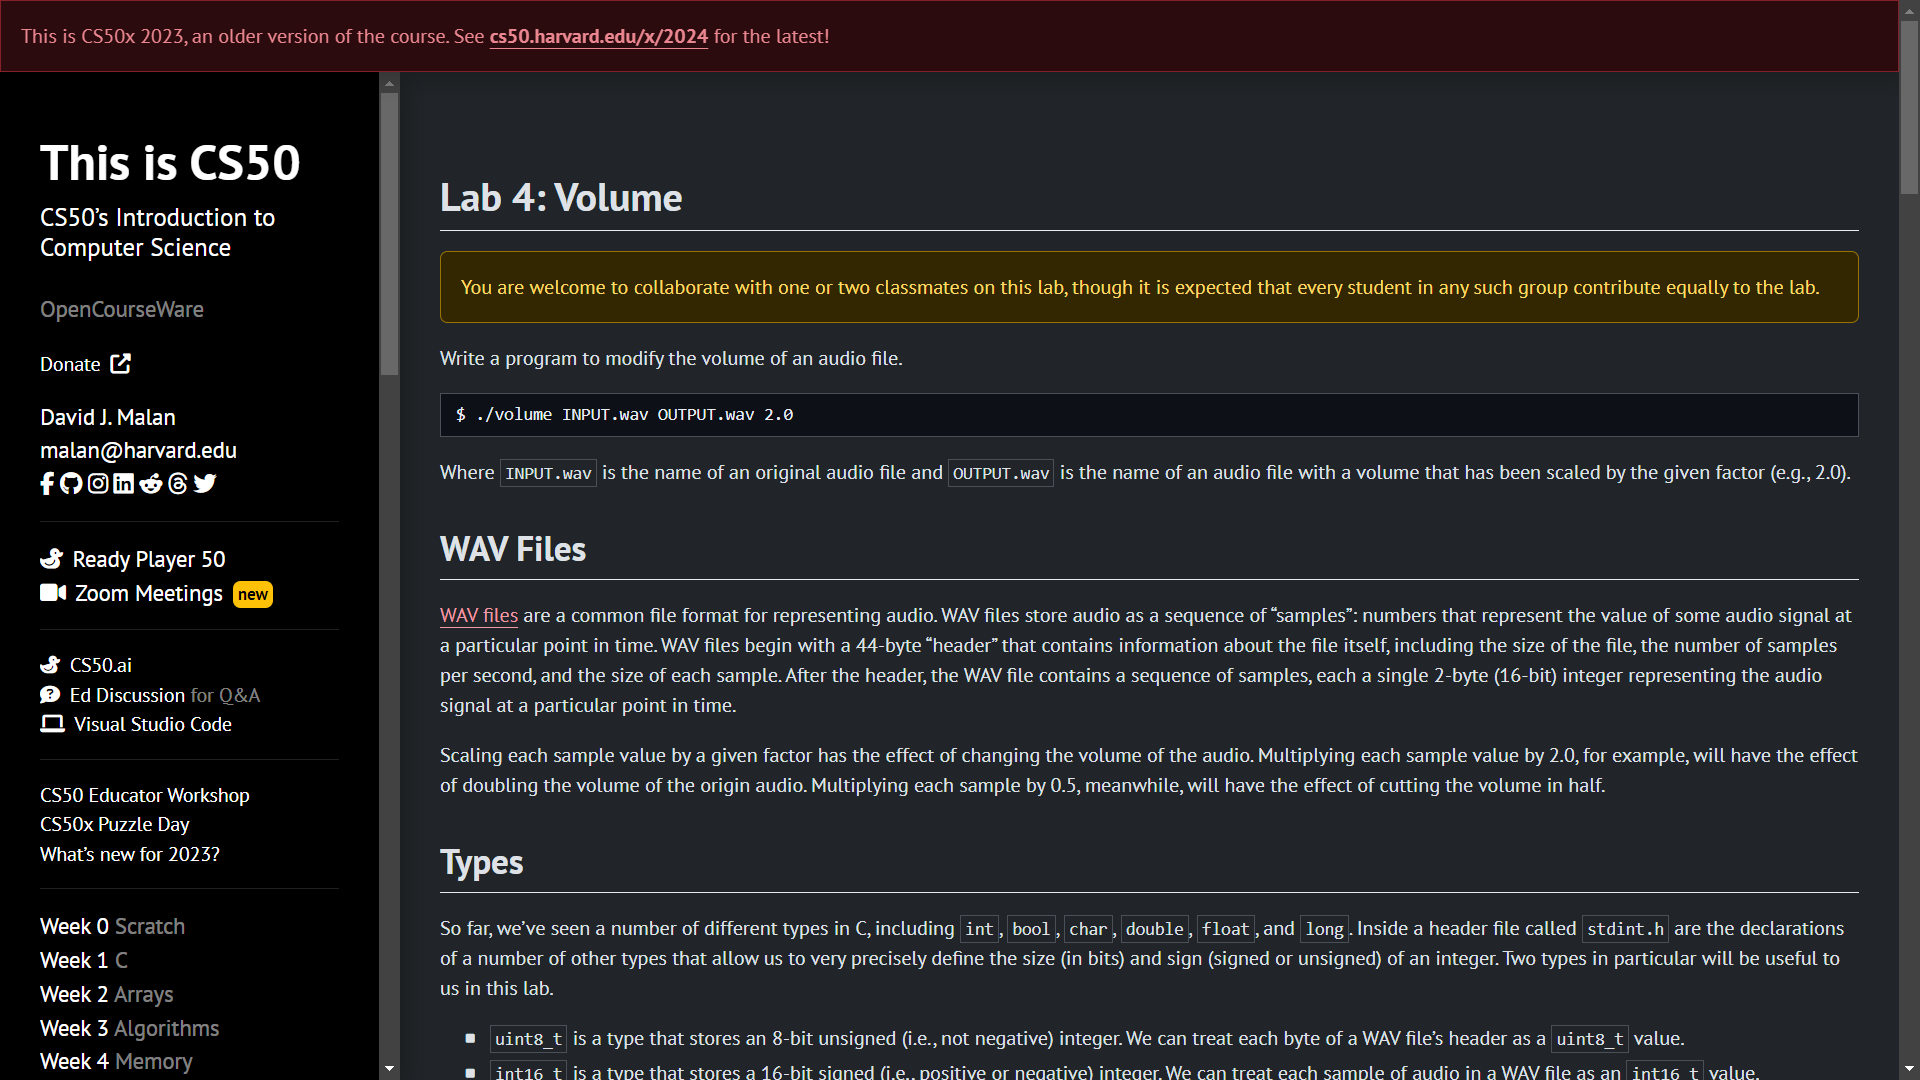 This is CS50x 2023, an older version of the course. See cs50.harvard.edu/x/2024 for the latest!
This is CS50
CS50’s Introduction to
Computer Science
OpenCourseWare
Donate
David J. Malan
malan@harvard.edu
Ready Player 50
Zoom Meetings new
CS50.ai
Ed Discussion for Q&A
Visual Studio Code
CS50 Educator Workshop
CS50x Puzzle Day
What’s new for 2023?
Week 0 Scratch
Week 1 C
Week 2 Arrays
Week 3 Algorithms
Week 4 Memory
Lab 4: Volume
You are welcome to collaborate with one or two classmates on this lab, though it is expected that every student in any such group contribute equally to the lab.
Write a program to modify the volume of an audio file.
$ ./volume INPUT.wav OUTPUT.wav 2.0
Where INPUT.wav is the name of an original audio file and OUTPUT.wav is the name of an audio file with a volume that has been scaled by the given factor (e.g., 2.0).
WAV Files
WAV files are a common file format for representing audio. WAV files store audio as a sequence of “samples”: numbers that represent the value of some audio signal at
a particular point in time. WAV files begin with a 44-byte “header” that contains information about the file itself, including the size of the file, the number of samples
per second, and the size of each sample. After the header, the WAV file contains a sequence of samples, each a single 2-byte (16-bit) integer representing the audio
signal at a particular point in time.
Scaling each sample value by a given factor has the effect of changing the volume of the audio. Multiplying each sample value by 2.0, for example, will have the effect
of doubling the volume of the origin audio. Multiplying each sample by 0.5, meanwhile, will have the effect of cutting the volume in half.
Types
So far, we’ve seen a number of different types in C, including int, bool, char, double, float, and long. Inside a header file called stdint.h are the declarations
of a number of other types that allow us to very precisely define the size (in bits) and sign (signed or unsigned) of an integer. Two types in particular will be useful to
us in this lab.
uint8_t is a type that stores an 8-bit unsigned (i.e., not negative) integer. We can treat each byte of a WAV file’s header as a uint8_t value.
int16_t is a type that stores a 16-bit signed (i.e., positive or negative) integer. We can treat each sample of audio in a WAV file as an int16_t value.